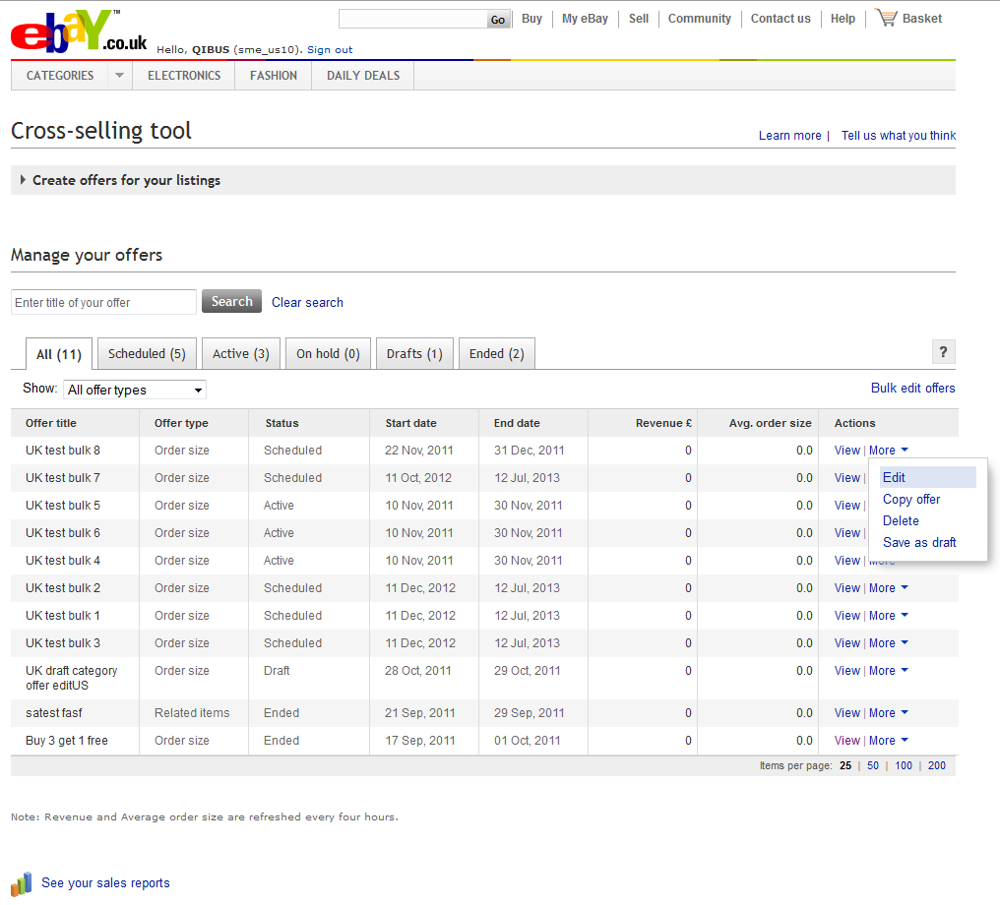 ebay™.co.uk
Hello, QIBUS (sme_us10). Sign out
Go
Buy | My eBay | Sell | Community | Contact us | Help | Basket
CATEGORIES ELECTRONICS FASHION DAILY DEALS
Cross-selling tool
Learn more | Tell us what you think
Create offers for your listings
Manage your offers
Enter title of your offer Search Clear search
All (11) Scheduled (5) Active (3) On hold (0) Drafts (1) Ended (2) ?
Show: All offer types Bulk edit offers
Offer title Offer type Status Start date End date Revenue £ Avg. order size Actions
UK test bulk 8 Order size Scheduled 22 Nov, 2011 31 Dec, 2011 0 0.0 View | More
UK test bulk 7 Order size Scheduled 11 Oct, 2012 12 Jul, 2013 0 0.0 View |
Edit
UK test bulk 5 Order size Active 10 Nov, 2011 30 Nov, 2011 0 0.0 View |
Copy offer
UK test bulk 6 Order size Active 10 Nov, 2011 30 Nov, 2011 0 0.0 View |
Delete
Save as draft
UK test bulk 4 Order size Active 10 Nov, 2011 30 Nov, 2011 0 0.0 View | More
UK test bulk 2 Order size Scheduled 11 Dec, 2012 12 Jul, 2013 0 0.0 View | More
UK test bulk 1 Order size Scheduled 11 Dec, 2012 12 Jul, 2013 0 0.0 View | More
UK test bulk 3 Order size Scheduled 11 Dec, 2012 12 Jul, 2013 0 0.0 View | More
UK draft category Order size Draft 28 Oct, 2011 29 Oct, 2011 0 0.0 View | More
offer editUS
satest fasf Related items Ended 21 Sep, 2011 29 Sep, 2011 0 0.0 View | More
Buy 3 get 1 free Order size Ended 17 Sep, 2011 01 Oct, 2011 0 0.0 View | More
Items per page: 25 | 50 | 100 | 200
Note: Revenue and Average order size are refreshed every four hours.
See your sales reports